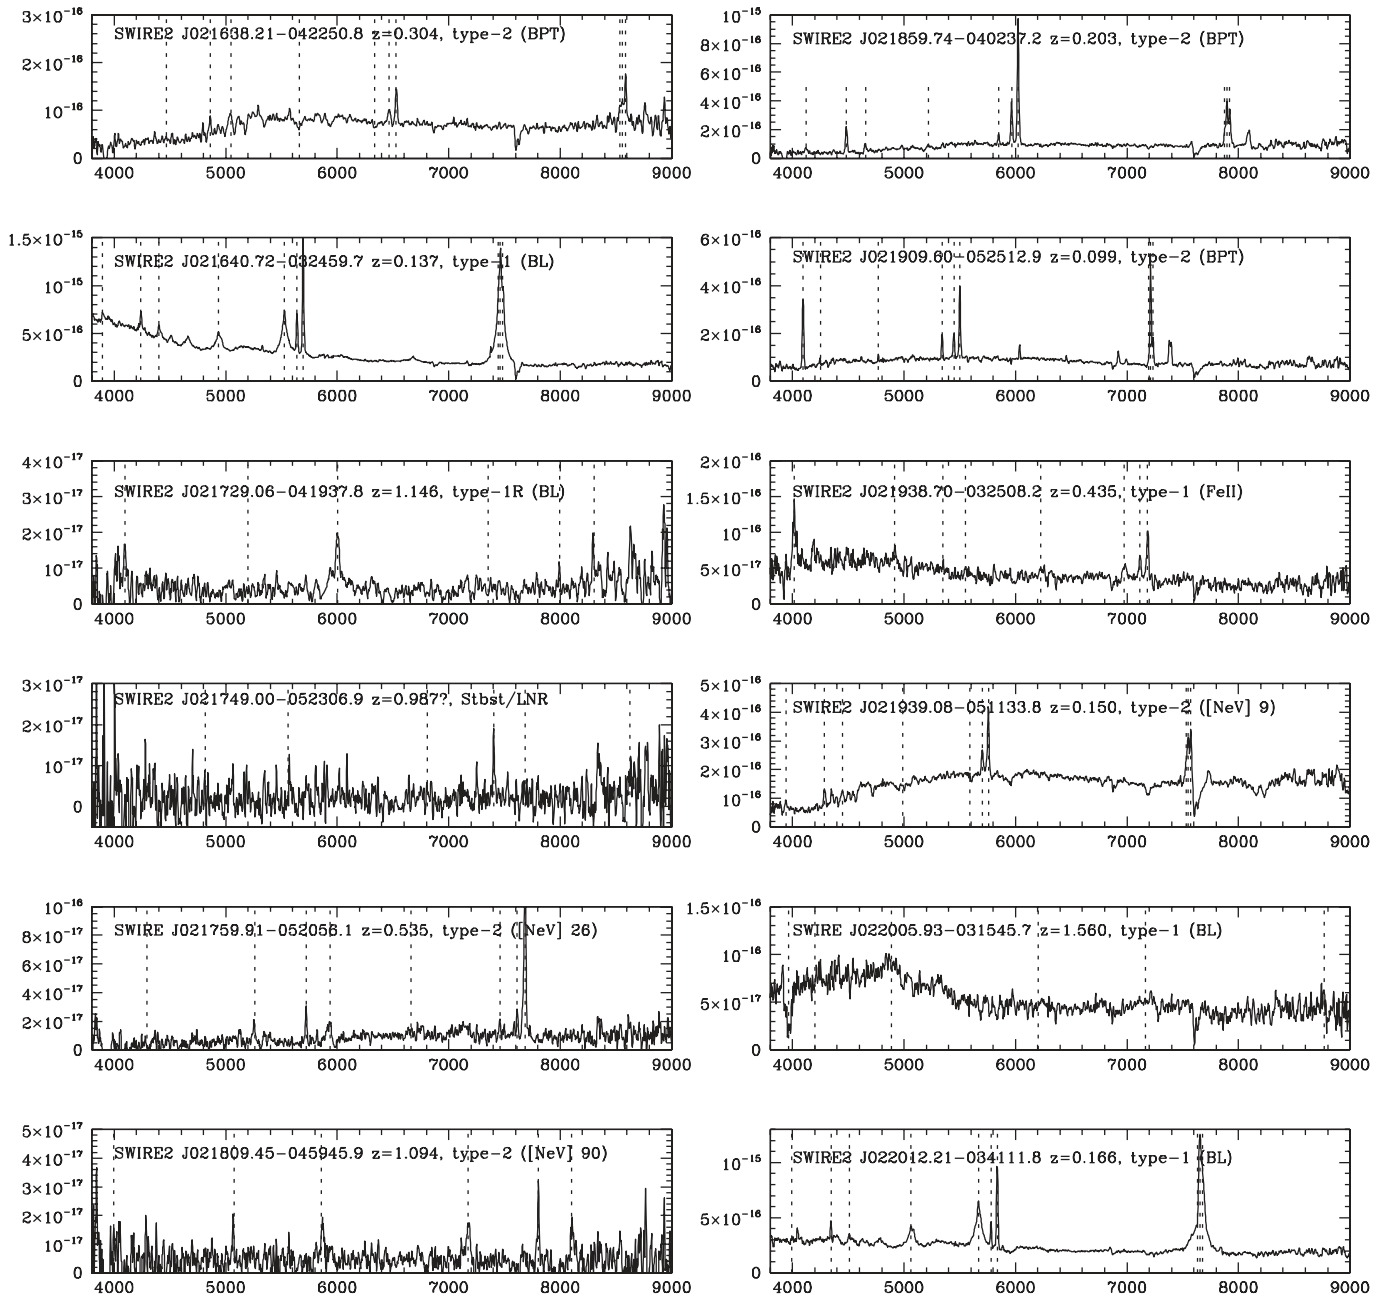 3×10⁻¹⁶
2×10⁻¹⁶
10⁻¹⁶
0
SWIRE2 J021638.21−042250.8 z=0.304, type−2 (BPT)
4000 5000 6000 7000 8000 9000
10⁻¹⁵
8×10⁻¹⁶
6×10⁻¹⁶
4×10⁻¹⁶
2×10⁻¹⁶
0
SWIRE2 J021859.74−040237.2 z=0.203, type−2 (BPT)
4000 5000 6000 7000 8000 9000
1.5×10⁻¹⁵
10⁻¹⁵
5×10⁻¹⁶
0
SWIRE2 J021640.72−032459.7 z=0.137, type−1 (BL)
4000 5000 6000 7000 8000 9000
6×10⁻¹⁶
4×10⁻¹⁶
2×10⁻¹⁶
0
SWIRE2 J021909.60−052512.9 z=0.099, type−2 (BPT)
4000 5000 6000 7000 8000 9000
4×10⁻¹⁷
3×10⁻¹⁷
2×10⁻¹⁷
10⁻¹⁷
0
SWIRE2 J021729.06−041937.8 z=1.146, type−1R (BL)
4000 5000 6000 7000 8000 9000
2×10⁻¹⁶
1.5×10⁻¹⁶
10⁻¹⁶
5×10⁻¹⁷
0
SWIRE2 J021938.70−032508.2 z=0.435, type−1 (FeII)
4000 5000 6000 7000 8000 9000
3×10⁻¹⁷
2×10⁻¹⁷
10⁻¹⁷
0
SWIRE2 J021749.00−052306.9 z=0.987?, Stbst/LNR
4000 5000 6000 7000 8000 9000
5×10⁻¹⁶
4×10⁻¹⁶
3×10⁻¹⁶
2×10⁻¹⁶
10⁻¹⁶
0
SWIRE2 J021939.08−051133.8 z=0.150, type−2 ([NeV] 9)
4000 5000 6000 7000 8000 9000
10⁻¹⁶
8×10⁻¹⁷
6×10⁻¹⁷
4×10⁻¹⁷
2×10⁻¹⁷
0
SWIRE J021759.91−052056.1 z=0.535, type−2 ([NeV] 26)
4000 5000 6000 7000 8000 9000
1.5×10⁻¹⁶
10⁻¹⁶
5×10⁻¹⁷
0
SWIRE J022005.93−031545.7 z=1.560, type−1 (BL)
4000 5000 6000 7000 8000 9000
5×10⁻¹⁷
4×10⁻¹⁷
3×10⁻¹⁷
2×10⁻¹⁷
10⁻¹⁷
0
SWIRE2 J021809.45−045945.9 z=1.094, type−2 ([NeV] 90)
4000 5000 6000 7000 8000 9000
10⁻¹⁵
5×10⁻¹⁶
0
SWIRE2 J022012.21−034111.8 z=0.166, type−1 (BL)
4000 5000 6000 7000 8000 9000